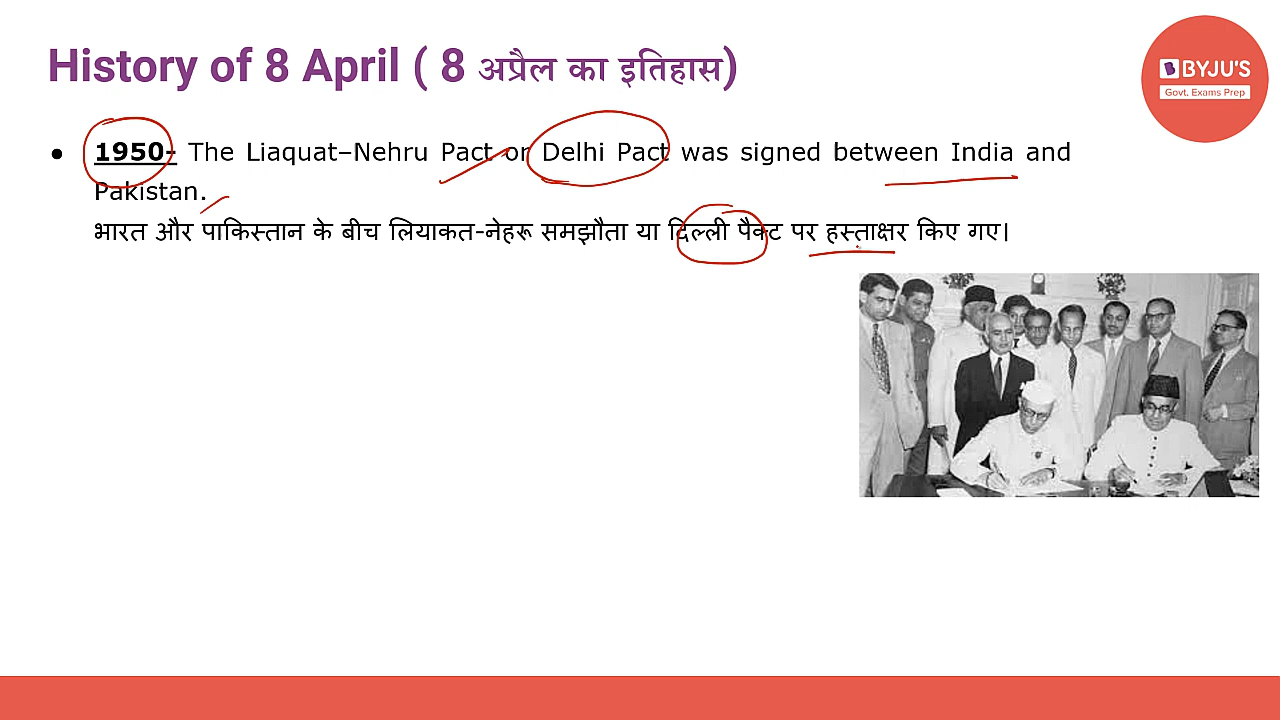 History of 8 April ( 8 अप्रैल का इतिहास)
BYJU'S
Govt. Exams Prep
1950- The Liaquat–Nehru Pact or Delhi Pact was signed between India and
Pakistan.
भारत और पाकिस्तान के बीच लियाकत-नेहरू समझौता या दिल्ली पैक्ट पर हस्ताक्षर किए गए।